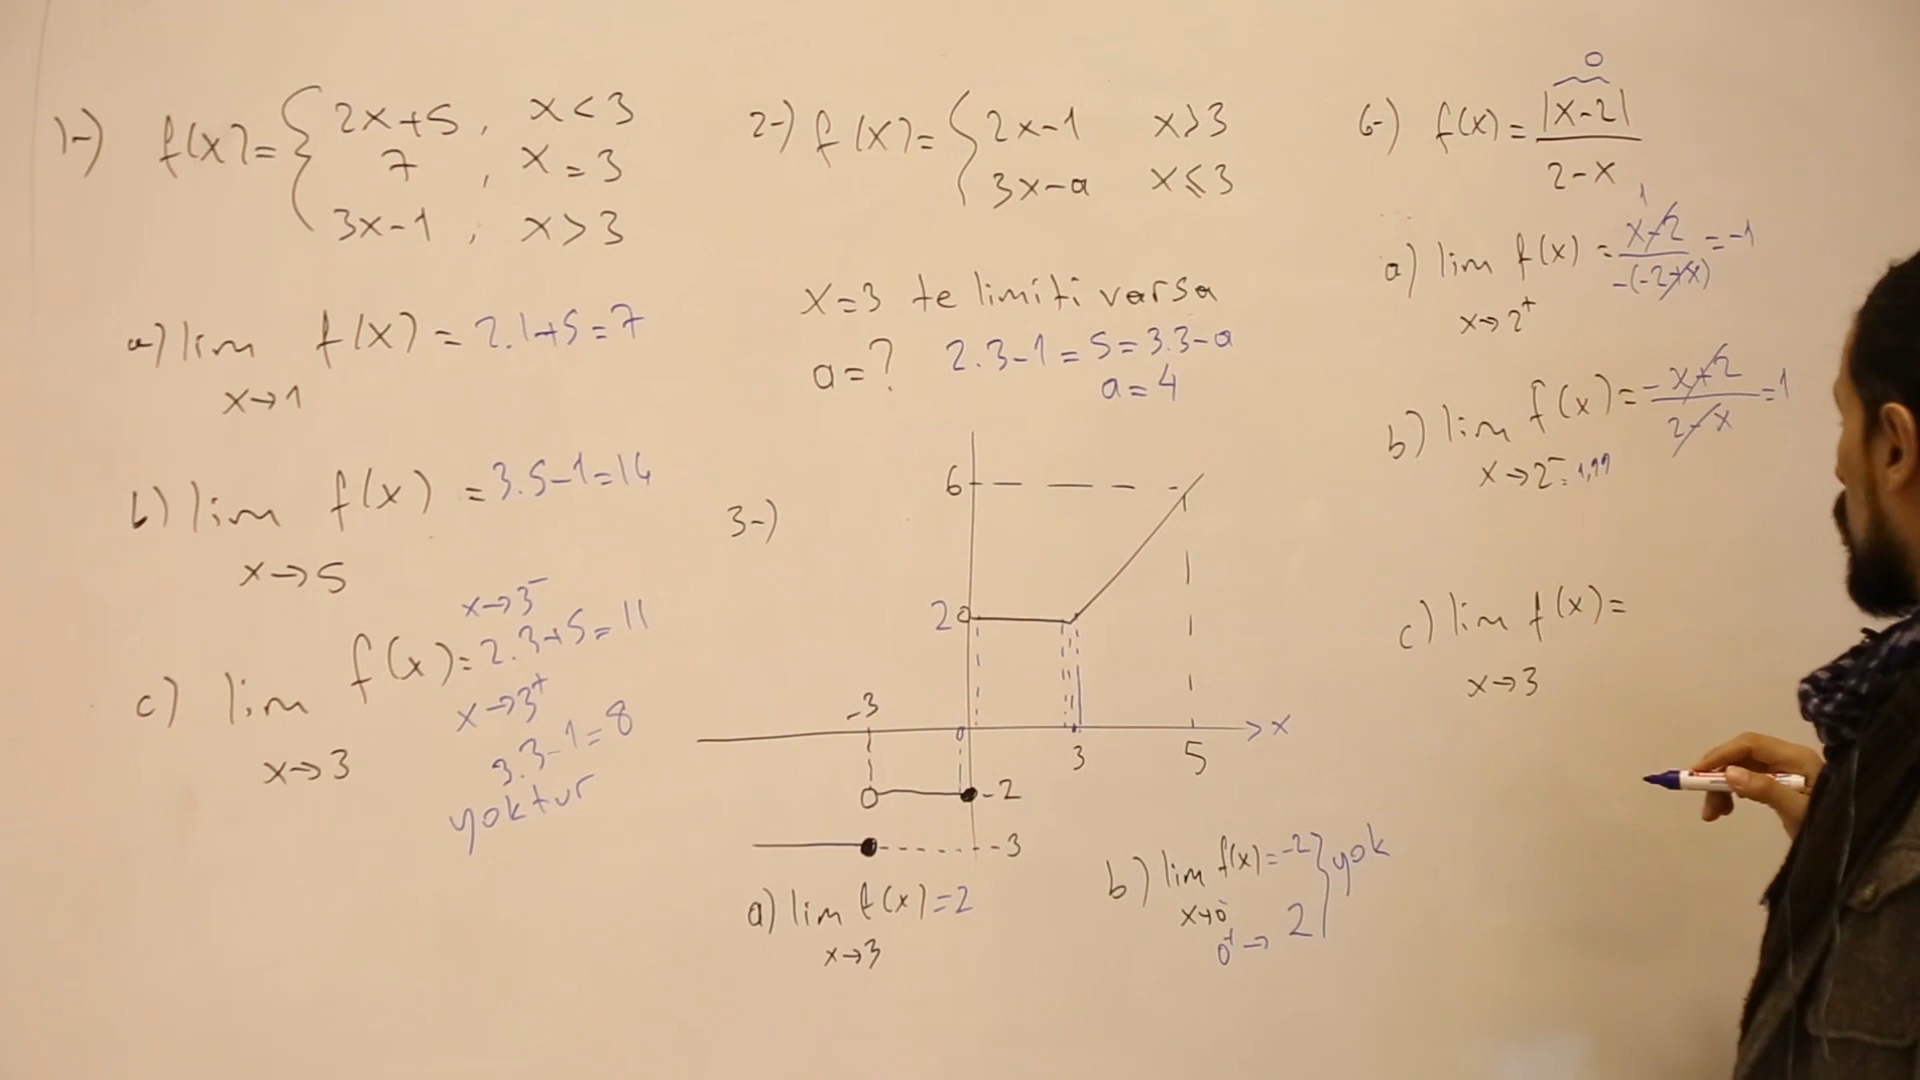 1-) f(x)= { 2x+5 , x<3
7 , x=3
3x-1 , x>3
a) lim f(x) = 2.1+5=7
x→1
b) lim f(x) = 3.5-1=14
x→5
x→3⁻
c) lim f(x) = 2.3+5=11
x→3
x→3⁺
3.3-1=8
yoktur
2-) f(x)= { 2x-1 x>3
3x-a x⩽3
x=3 te limiti varsa
a=? 2.3-1=5=3.3-a
a=4
3-)
6
2
-3
0
3
5
x
-2
-3
a) lim f(x)=2
x→3
b) lim f(x)=-2 } yok
x→0⁻
0⁺→ 2
6-) f(x)= |x-2|
2-x
0
1
a) lim f(x) = x-2 = -1
-(-2+x)
x→2⁺
b) lim f(x) = -x+2 =1
2-x
x→2⁻=1,99
c) lim f(x)=
x→3